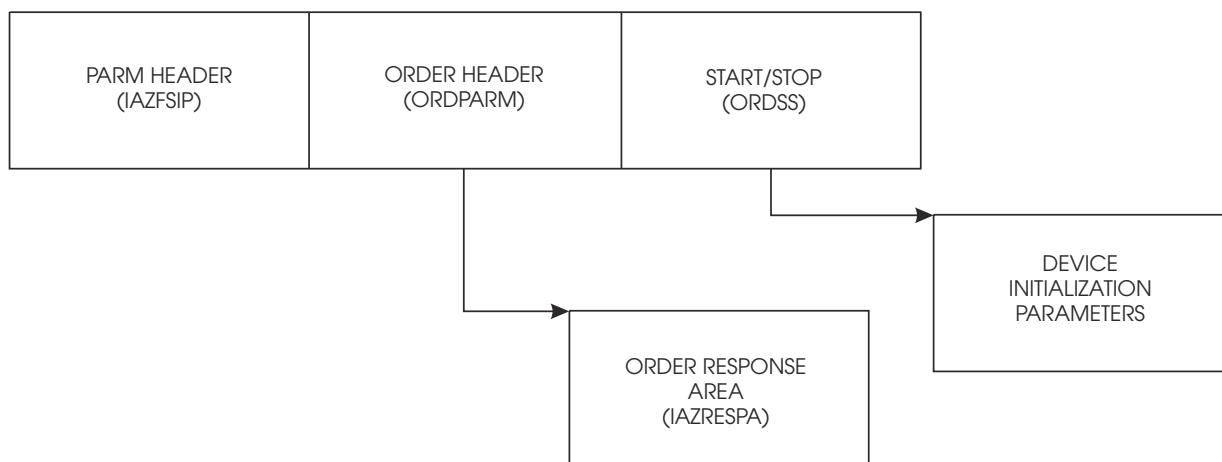 PARM HEADER
(IAZFSIP)
ORDER HEADER
(ORDPARM)
START/STOP
(ORDSS)
DEVICE
INITIALIZATION
PARAMETERS
ORDER RESPONSE
AREA
(IAZRESPA)